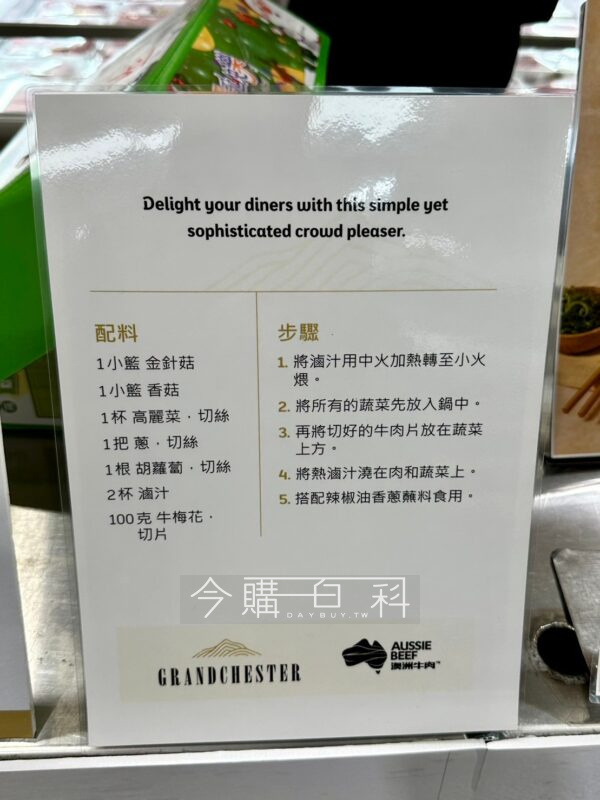 Delight your diners with this simple yet
sophisticated crowd pleaser.
配料
1小籃 金針菇
1小籃 香菇
1杯 高麗菜，切絲
1把 蔥，切絲
1根 胡蘿蔔，切絲
2杯 滷汁
100克 牛梅花，
切片
步驟
1. 將滷汁用中火加熱轉至小火
煨。
2. 將所有的蔬菜先放入鍋中。
3. 再將切好的牛肉片放在蔬菜
上方。
4. 將熱滷汁澆在肉和蔬菜上。
5. 搭配辣椒油香蔥蘸料食用。
今購百科
DAYBUY.TW
GRANDCHESTER
AUSSIE
BEEF
澳洲牛肉™